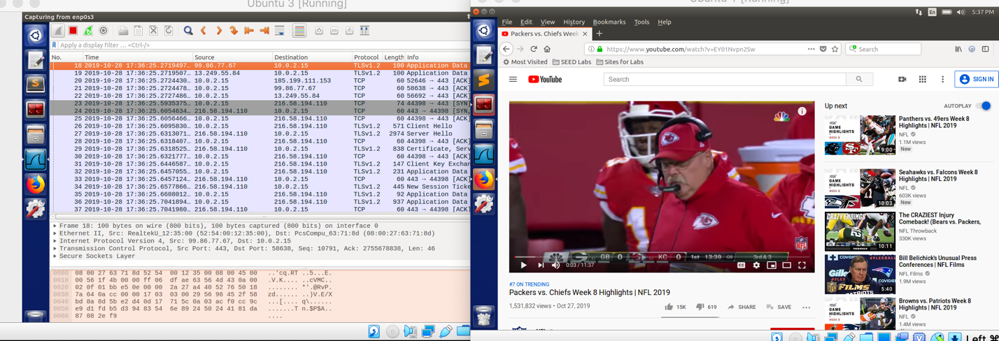 Ubuntu 3 [Running]
Capturing from enp0s3
Apply a display filter ... <Ctrl-/>
No. Time Source Destination Protocol Length Info
18 2019-10-28 17:36:25.2719497... 99.86.77.67 10.0.2.15 TLSv1.2 100 Application Data
19 2019-10-28 17:36:25.2719507... 13.249.55.84 10.0.2.15 TLSv1.2 100 Application Data
20 2019-10-28 17:36:25.2724430... 10.0.2.15 185.199.111.153 TCP 60 52646 → 443 [ACK]
21 2019-10-28 17:36:25.2724478... 10.0.2.15 99.86.77.67 TCP 60 58638 → 443 [ACK]
22 2019-10-28 17:36:25.2727486... 10.0.2.15 13.249.55.84 TCP 60 56692 → 443 [ACK]
23 2019-10-28 17:36:25.5935375... 10.0.2.15 216.58.194.110 TCP 74 44398 → 443 [SYN]
24 2019-10-28 17:36:25.6054634... 216.58.194.110 10.0.2.15 TCP 60 443 → 44398 [SYN,
25 2019-10-28 17:36:25.6056466... 10.0.2.15 216.58.194.110 TCP 60 44398 → 443 [ACK]
26 2019-10-28 17:36:25.6095830... 10.0.2.15 216.58.194.110 TLSv1.2 571 Client Hello
27 2019-10-28 17:36:25.6313071... 216.58.194.110 10.0.2.15 TLSv1.2 2974 Server Hello
28 2019-10-28 17:36:25.6318407... 10.0.2.15 216.58.194.110 TCP 60 44398 → 443 [ACK]
29 2019-10-28 17:36:25.6318525... 216.58.194.110 10.0.2.15 TLSv1.2 838 Certificate, Serv
30 2019-10-28 17:36:25.6321777... 10.0.2.15 216.58.194.110 TCP 60 44398 → 443 [ACK]
31 2019-10-28 17:36:25.6446587... 10.0.2.15 216.58.194.110 TLSv1.2 147 Client Key Exchan
32 2019-10-28 17:36:25.6457055... 10.0.2.15 216.58.194.110 TLSv1.2 231 Application Data
33 2019-10-28 17:36:25.6457124... 216.58.194.110 10.0.2.15 TCP 60 443 → 44398 [ACK]
34 2019-10-28 17:36:25.6577866... 216.58.194.110 10.0.2.15 TLSv1.2 445 New Session Ticke
35 2019-10-28 17:36:25.6608012... 10.0.2.15 216.58.194.110 TLSv1.2 92 Application Data
36 2019-10-28 17:36:25.7041894... 10.0.2.15 216.58.194.110 TLSv1.2 937 Application Data
37 2019-10-28 17:36:25.7041980... 216.58.194.110 10.0.2.15 TCP 60 443 → 44398 [ACK]
Frame 18: 100 bytes on wire (800 bits), 100 bytes captured (800 bits) on interface 0
Ethernet II, Src: RealtekU_12:35:00 (52:54:00:12:35:00), Dst: PcsCompu_63:71:8d (08:00:27:63:71:8d)
Internet Protocol Version 4, Src: 99.86.77.67, Dst: 10.0.2.15
Transmission Control Protocol, Src Port: 443, Dst Port: 58638, Seq: 10791, Ack: 2755678838, Len: 46
Secure Sockets Layer
0000 08 00 27 63 71 8d 52 54 00 12 35 00 08 00 45 00 ..'cq.RT ..5...E.
0010 00 56 1f 4b 00 00 ff 06 df ae 63 56 4d 43 0a 00 .V.K.... ..cVMC..
0020 02 0f 01 bb e5 0e 00 00 2a 27 a4 40 52 76 50 18 ........ *'.@RvP.
0030 7a 64 0a cc 00 00 17 03 03 00 29 56 96 45 2f 58 zd...... ..)V.E/X
0040 bd 8a 8d 5b e2 d4 0d 17 71 5c 0a 03 ac f0 cc 9c ...[.... q\......
0050 e9 d1 fd b5 d3 94 83 54 6e 89 24 50 24 41 81 da .......T n.$P$A..
0060 87 08 2e f9 ....
[Running]
En 5:37 PM
File Edit View History Bookmarks Tools Help
Packers vs. Chiefs Week
https://www.youtube.com/watch?v=EY01Nvpn2Sw
Search
Most Visited SEED Labs Sites for Labs
YouTube
Search
SIGN IN
GB 0 KC 0 1st 13:39 :08 3rd & 3
NFL
0:03 / 11:37
CC
#7 ON TRENDING
Packers vs. Chiefs Week 8 Highlights | NFL 2019
1,531,832 views • Oct 27, 2019
15K 619 SHARE SAVE
Up next AUTOPLAY
GAME HIGHLIGHTS
9:00
Panthers vs. 49ers Week 8 Highlights | NFL 2019
NFL
1.1M views
New
GAME HIGHLIGHTS
10:03
Seahawks vs. Falcons Week 8 Highlights | NFL 2019
NFL
603K views
New
CRAZY ENDINGS
10:11
The CRAZIEST Injury Comeback! (Bears vs. Packers,
NFL Throwback
330K views
FILMS
5:40
Bill Belichick's Unusual Press Conferences | NFL Films
NFL Films
1.9M views
GAME HIGHLIGHTS
Browns vs. Patriots Week 8 Highlights | NFL 2019
NFL
1.4M views
New
Left ⌘